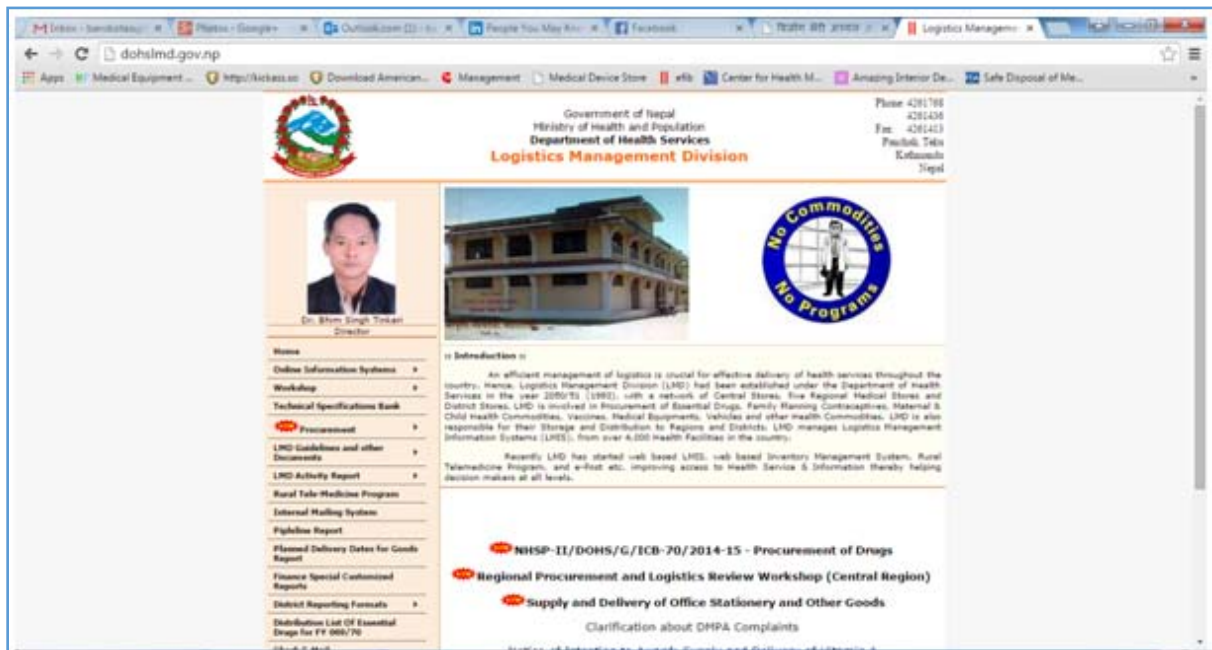 Photos - Google+
Outlook.com
People You May Know
Facebook
Logistics Management
dohslmd.gov.np
Apps
Medical Equipment ...
Download American...
Management
Medical Device Store
Center for Health M...
Amazing Interior De...
Safe Disposal of Me...
Government of Nepal
Ministry of Health and Population
Department of Health Services
Logistics Management Division
Phone
Fax
Nepal
Dr. Bhim Singh Tinkari
Director
No Commodities
No Programs
Home
Online Information Systems
Workshop
Technical Specifications Bank
Procurement
LMD Guidelines and other
Documents
LMD Activity Report
Rural Tele-Medicine Program
Internal Mailing System
Pipleline Report
Planned Delivery Dates for Goods
Report
Finance Special Customized
Reports
District Reporting Formats
Distribution List Of Essential
Drugs for FY 069/70
:: Introduction ::
An efficient management of logistics is crucial for effective delivery of health services throughout the
country. Hence, Logistics Management Division (LMD) had been established under the Department of Health
Services in the year 2050/51 (1993), with a network of Central Stores, Five Regional Medical Stores and
District Stores. LMD is involved in Procurement of Essential Drugs, Family Planning Contraceptives, Maternal &
Child Health Commodities, Vaccines, Medical Equipments, Vehicles and other Health Commodities. LMD is also
responsible for their Storage and Distribution to Regions and Districts. LMD manages Logistics Management
Information Systems (LMIS), from over 4,000 Health Facilities in the country.
Recently LMD has started web based LMIS, web based Inventory Management System, Rural
Telemedicine Program, and e-Post etc. improving access to Health Service & Information thereby helping
decision makers at all levels.
NHSP-II/DOHS/G/ICB-70/2014-15 - Procurement of Drugs
Regional Procurement and Logistics Review Workshop (Central Region)
Supply and Delivery of Office Stationery and Other Goods
Clarification about DMPA Complaints